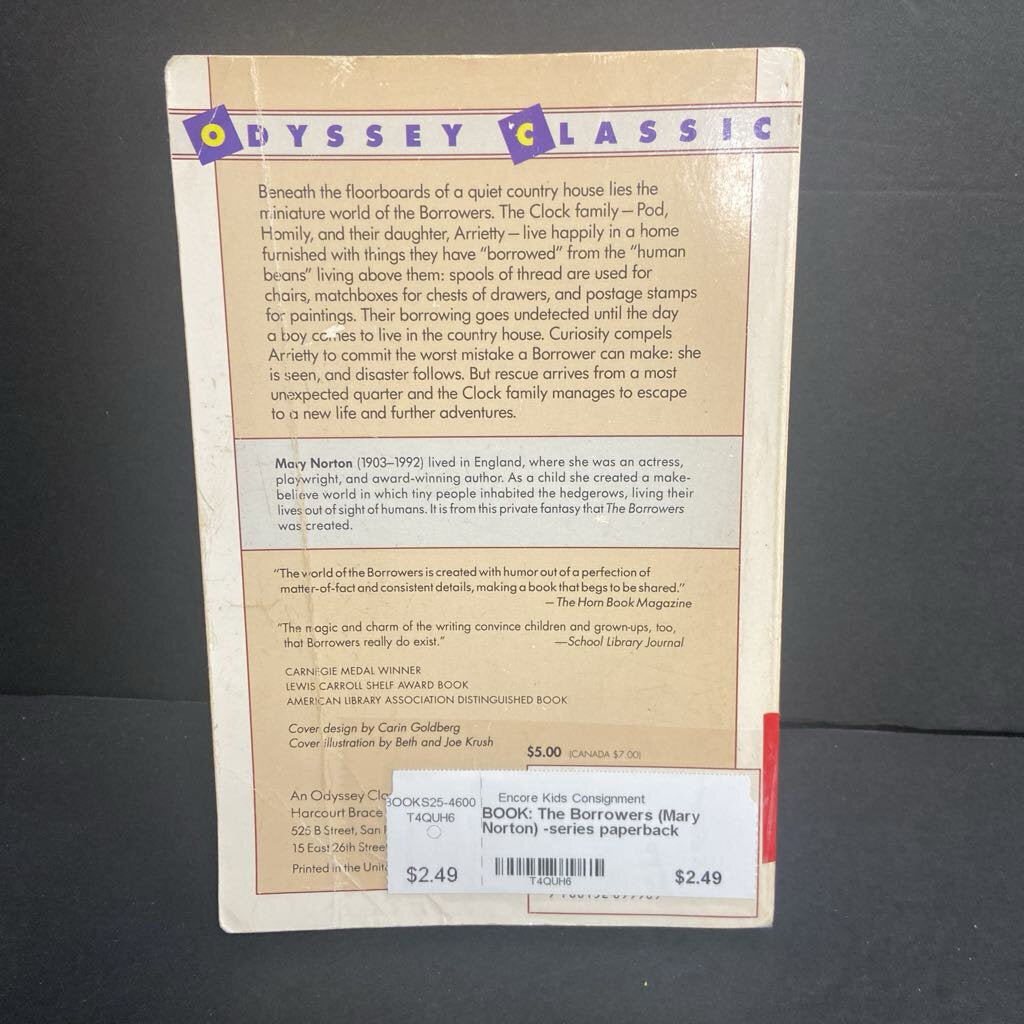 ODYSSEY CLASSIC
Beneath the floorboards of a quiet country house lies the
miniature world of the Borrowers. The Clock family—Pod,
Homily, and their daughter, Arrietty—live happily in a home
furnished with things they have “borrowed” from the “human
beans” living above them: spools of thread are used for
chairs, matchboxes for chests of drawers, and postage stamps
for paintings. Their borrowing goes undetected until the day
a boy comes to live in the country house. Curiosity compels
Arrietty to commit the worst mistake a Borrower can make: she
is seen, and disaster follows. But rescue arrives from a most
unexpected quarter and the Clock family manages to escape
to a new life and further adventures.
Mary Norton (1903–1992) lived in England, where she was an actress,
playwright, and award-winning author. As a child she created a make-
believe world in which tiny people inhabited the hedgerows, living their
lives out of sight of humans. It is from this private fantasy that The Borrowers
was created.
“The world of the Borrowers is created with humor out of a perfection of
matter-of-fact and consistent details, making a book that begs to be shared.”
—The Horn Book Magazine
“The magic and charm of the writing convince children and grown-ups, too,
that Borrowers really do exist.” —School Library Journal
CARNEGIE MEDAL WINNER
LEWIS CARROLL SHELF AWARD BOOK
AMERICAN LIBRARY ASSOCIATION DISTINGUISHED BOOK
Cover design by Carin Goldberg
Cover illustration by Beth and Joe Krush
$5.00 (CANADA $7.00)
An Odyssey
Harcourt Brace
525 B Street, San
15 East 26th Street
Printed in the
BOOKS25-4600
T4QUH6
$2.49
Encore Kids Consignment
BOOK: The Borrowers (Mary
Norton) -series paperback
T4QUH6
$2.49